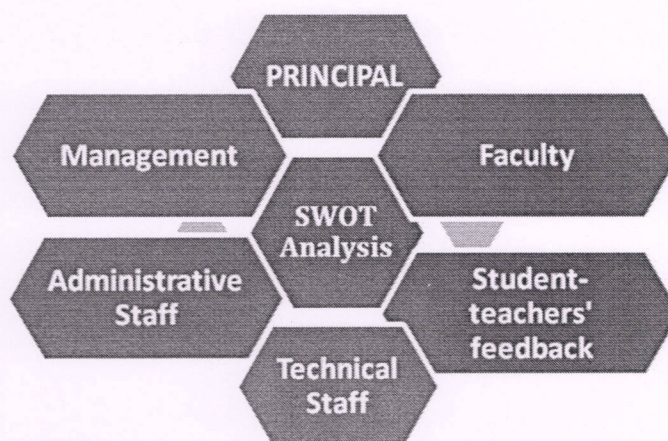 PRINCIPAL
Management
Faculty
SWOT
Analysis
Administrative
Staff
Student-
teachers'
feedback
Technical
Staff